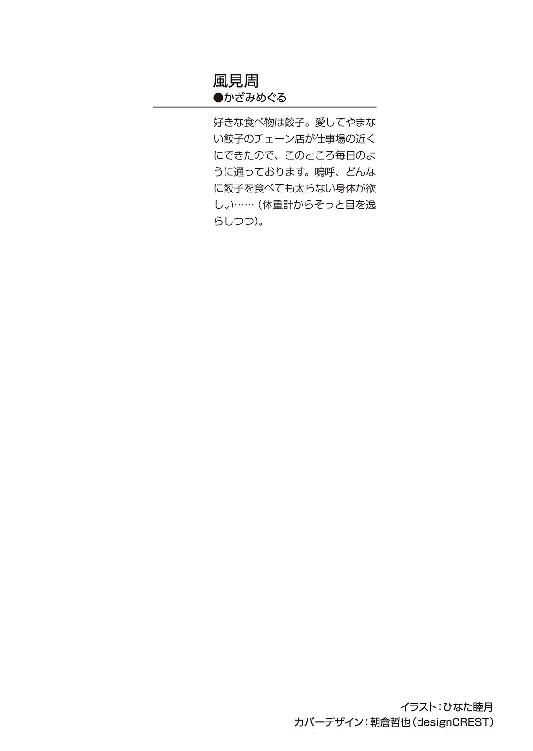 風見周
●かざみめぐる
好きな食べ物は餃子。愛してやまな
い餃子のチェーン店が仕事場の近く
にできたので、このところ毎日のよ
うに通っております。嗚呼、どんな
に餃子を食べても太らない身体が欲
しい……（体重計からそっと目を逸
らしつつ）。
イラスト：ひなた睦月
カバーデザイン：朝倉哲也（designCREST）